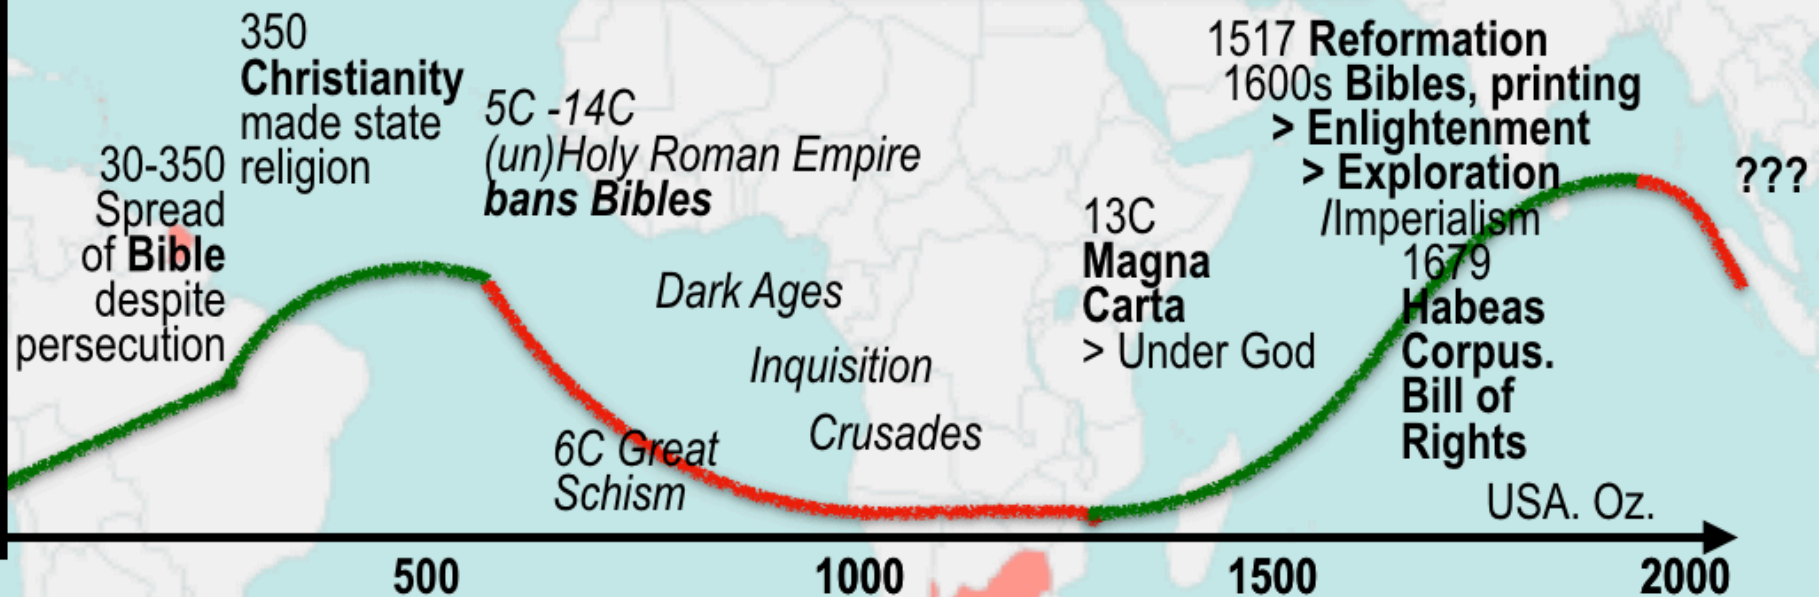 350
Christianity
made state
religion
30-350
Spread
of Bible
despite
persecution
5C -14C
(un)Holy Roman Empire
bans Bibles
Dark Ages
Inquisition
Crusades
6C Great
Schism
13C
Magna
Carta
> Under God
1517 Reformation
1600s Bibles, printing
> Enlightenment
> Exploration
/Imperialism
1679
Habeas
Corpus.
Bill of
Rights
USA. Oz.
???
500
1000
1500
2000